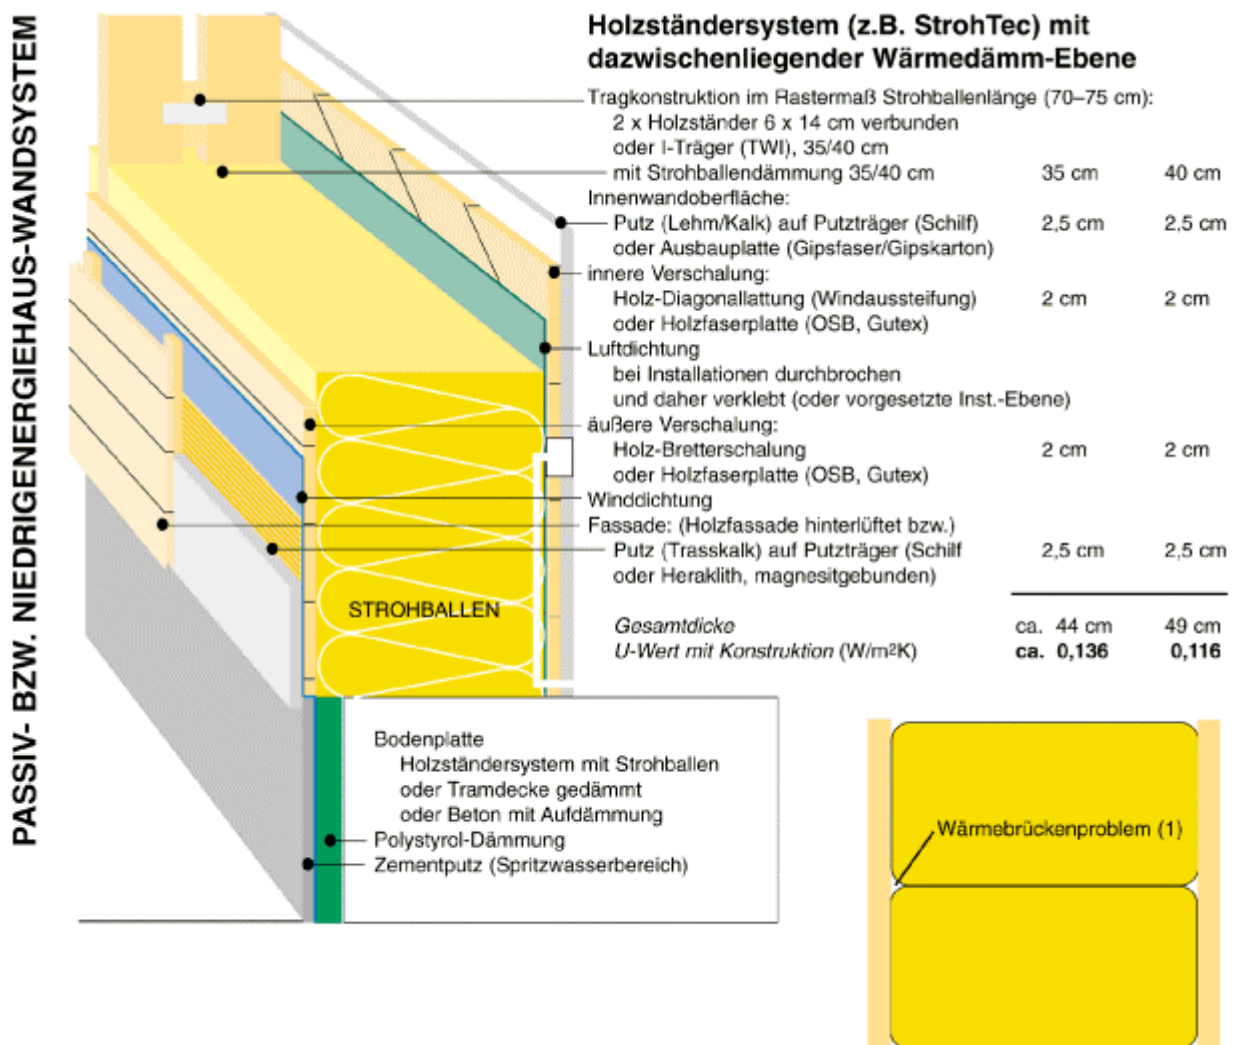 PASSIV- BZW. NIEDRIGENERGIEHAUS-WANDSYSTEM
Holzständersystem (z.B. StrohTec) mit
dazwischenliegender Wärmedämm-Ebene
Tragkonstruktion im Rastermaß Strohballenlänge (70–75 cm):
2 x Holzständer 6 x 14 cm verbunden
oder I-Träger (TWI), 35/40 cm
mit Strohballendämmung 35/40 cm 35 cm 40 cm
Innenwandoberfläche:
Putz (Lehm/Kalk) auf Putzträger (Schilf) 2,5 cm 2,5 cm
oder Ausbauplatte (Gipsfaser/Gipskarton)
innere Verschalung:
Holz-Diagonallattung (Windaussteifung) 2 cm 2 cm
oder Holzfaserplatte (OSB, Gutex)
Luftdichtung
bei Installationen durchbrochen
und daher verklebt (oder vorgesetzte Inst.-Ebene)
äußere Verschalung:
Holz-Bretterschalung 2 cm 2 cm
oder Holzfaserplatte (OSB, Gutex)
Winddichtung
Fassade: (Holzfassade hinterlüftet bzw.)
Putz (Trasskalk) auf Putzträger (Schilf 2,5 cm 2,5 cm
oder Heraklith, magnesitgebunden)
Gesamtdicke ca. 44 cm 49 cm
U-Wert mit Konstruktion (W/m²K) ca. 0,136 0,116
STROHBALLEN
Bodenplatte
Holzständersystem mit Strohballen
oder Tramdecke gedämmt
oder Beton mit Aufdämmung
Polystyrol-Dämmung
Zementputz (Spritzwasserbereich)
Wärmebrückenproblem (1)